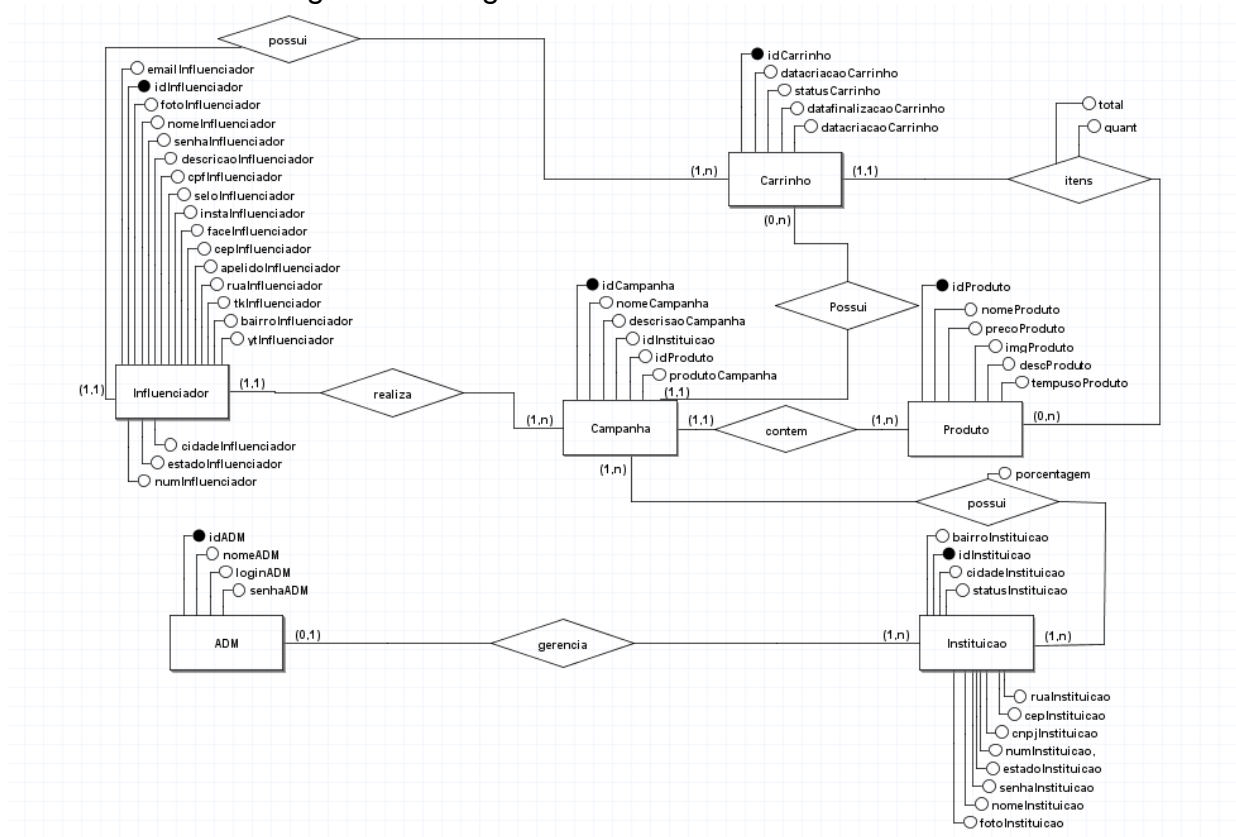 possui
emailInfluenciador
idInfluenciador
fotoInfluenciador
nomeInfluenciador
senhaInfluenciador
descricaoInfluenciador
cpfInfluenciador
seloInfluenciador
instaInfluenciador
faceInfluenciador
cepInfluenciador
apelidoInfluenciador
ruaInfluenciador
tkInfluenciador
bairroInfluenciador
ytInfluenciador
(1,1)
Influenciador
(1,1)
cidadeInfluenciador
estadoInfluenciador
numInfluenciador
realiza
(1,n)
idCarrinho
datacriacaoCarrinho
statusCarrinho
datafinalizacaoCarrinho
datacriacaoCarrinho
(1,n)
Carrinho
(1,1)
(0,n)
total
quant
itens
Possui
idCampanha
nomeCampanha
descrisaoCampanha
idInstituicao
idProduto
produtoCampanha
(1,1)
Campanha
(1,1)
(1,n)
contem
(1,n)
idProduto
nomeProduto
precoProduto
imgProduto
descProduto
tempusoProduto
Produto
(0,n)
porcentagem
possui
idADM
nomeADM
loginADM
senhaADM
ADM
(0,1)
gerencia
(1,n)
bairroInstituicao
idInstituicao
cidadeInstituicao
statusInstituicao
Instituicao
(1,n)
ruaInstituicao
cepInstituicao
cnpjInstituicao
numInstituicao,
estadoInstituicao
senhaInstituicao
nomeInstituicao
fotoInstituicao